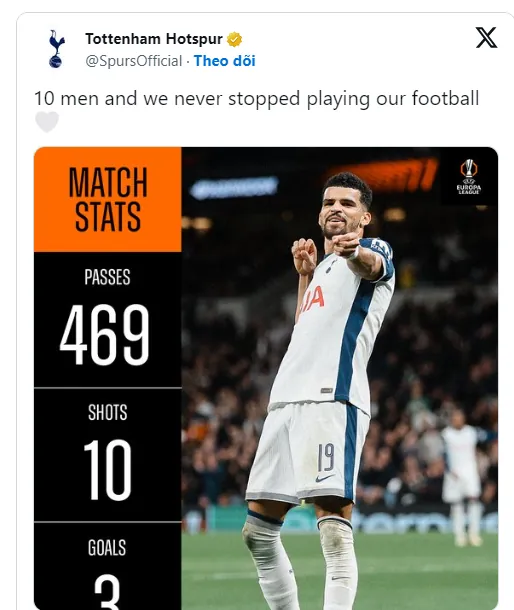 Tottenham Hotspur
@SpursOfficial · Theo dõi
10 men and we never stopped playing our football
MATCH
STATS
PASSES
469
SHOTS
10
GOALS
3
EUROPA
LEAGUE
IA
19